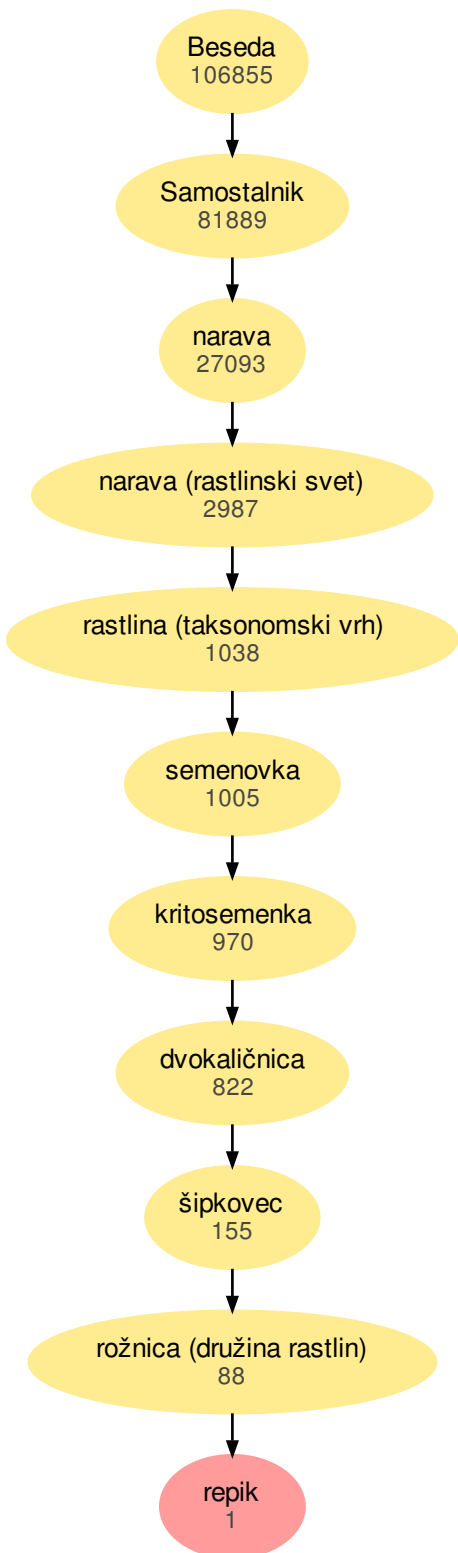 Beseda
106855
Samostalnik
81889
narava
27093
narava (rastlinski svet)
2987
rastlina (taksonomski vrh)
1038
semenovka
1005
kritosemenka
970
dvokaličnica
822
šipkovec
155
rožnica (družina rastlin)
88
repik
1